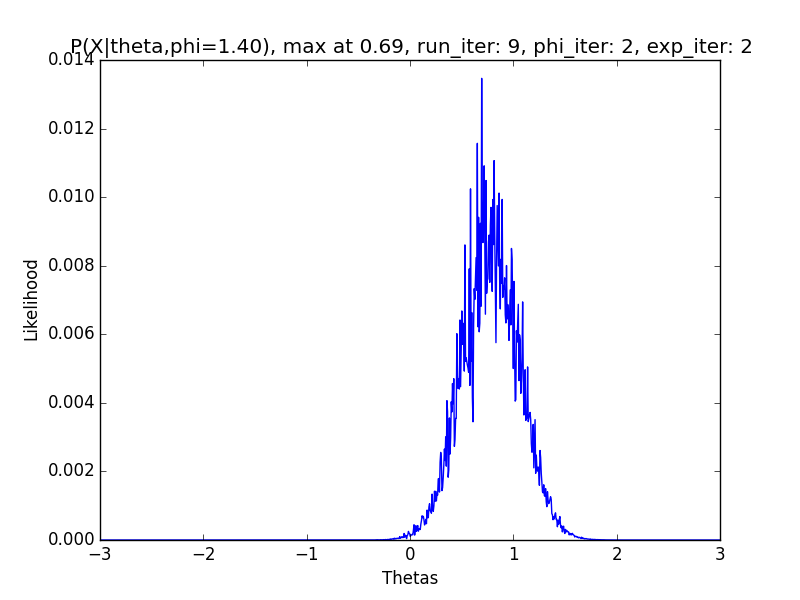 P(X|theta,phi=1.40), max at 0.69, run_iter: 9, phi_iter: 2, exp_iter: 2
0.014
0.012
0.010
0.008
0.006
0.004
0.002
0.000
Likelihood
−3 −2 −1 0 1 2 3
Thetas